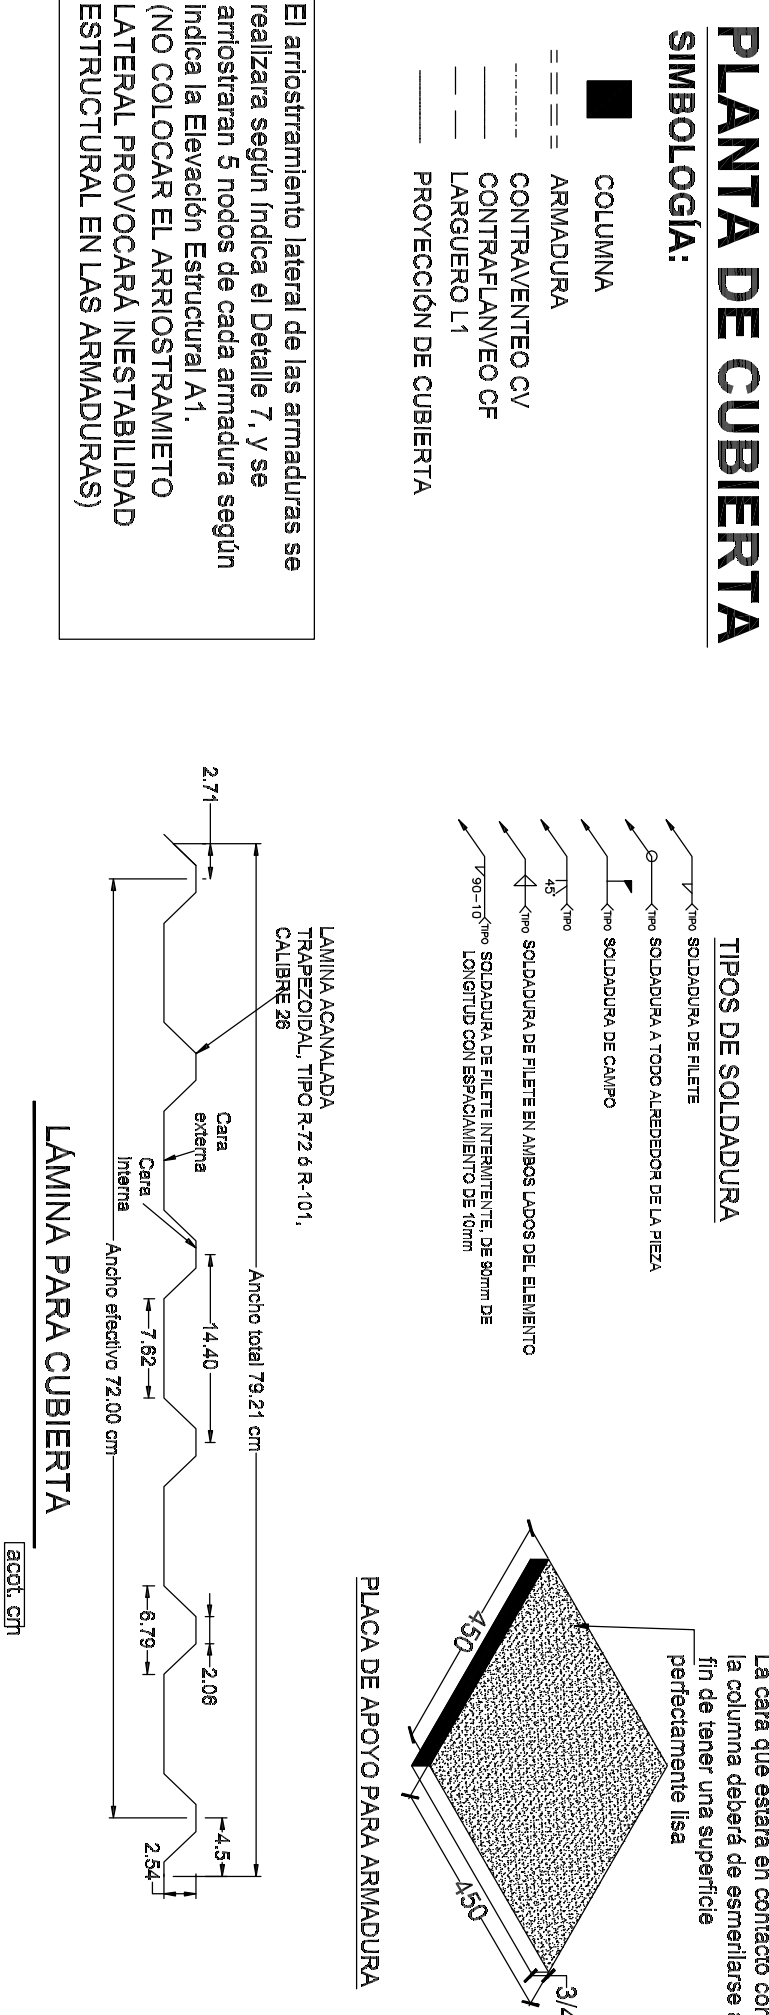 PLANTA DE CUBIERTA
SIMBOLOGÍA:
COLUMNA
ARMADURA
CONTRAVENTEO CV
CONTRAFLANVEO CF
LARGUERO L1
PROYECCIÓN DE CUBIERTA
El arriostrramiento lateral de las armaduras se
realizara según índica el Detalle 7, y se
arriostraran 5 nodos de cada armadura según
indica la Elevación Estructural A1.
(NO COLOCAR EL ARRIOSTRAMIETO
LATERAL PROVOCARÁ INESTABILIDAD
ESTRUCTURAL EN LAS ARMADURAS)
TIPOS DE SOLDADURA
TIPO SOLDADURA DE FILETE
TIPO SOLDADURA A TODO ALREDEDOR DE LA PIEZA
TIPO SOLDADURA DE CAMPO
45° TIPO
TIPO SOLDADURA DE FILETE EN AMBOS LADOS DEL ELEMENTO
90-10 TIPO SOLDADURA DE FILETE INTERMITENTE, DE 90mm DE
LONGITUD CON ESPACIAMIENTO DE 10mm
LAMINA ACANALADA
TRAPEZOIDAL, TIPO R-72 ó R-101,
CALIBRE 26
Ancho total 79.21 cm
2.71
14.40
2.06
4.5
Cara
externa
Cara
Interna
7.62
6.79
2.54
Ancho efectivo 72.00 cm
LÁMINA PARA CUBIERTA
acot. cm
La cara que estara en contacto con
la columna deberá de esmerilarse
fin de tener una superficie
perfectamente lisa
450
450
3/4
PLACA DE APOYO PARA ARMADURA